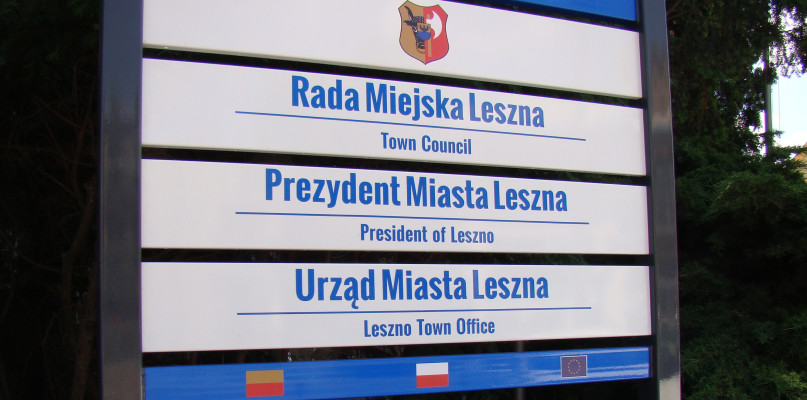 Rada Miejska Leszna
Town Council
Prezydent Miasta Leszna
President of Leszno
Urząd Miasta Leszna
Leszno Town Office